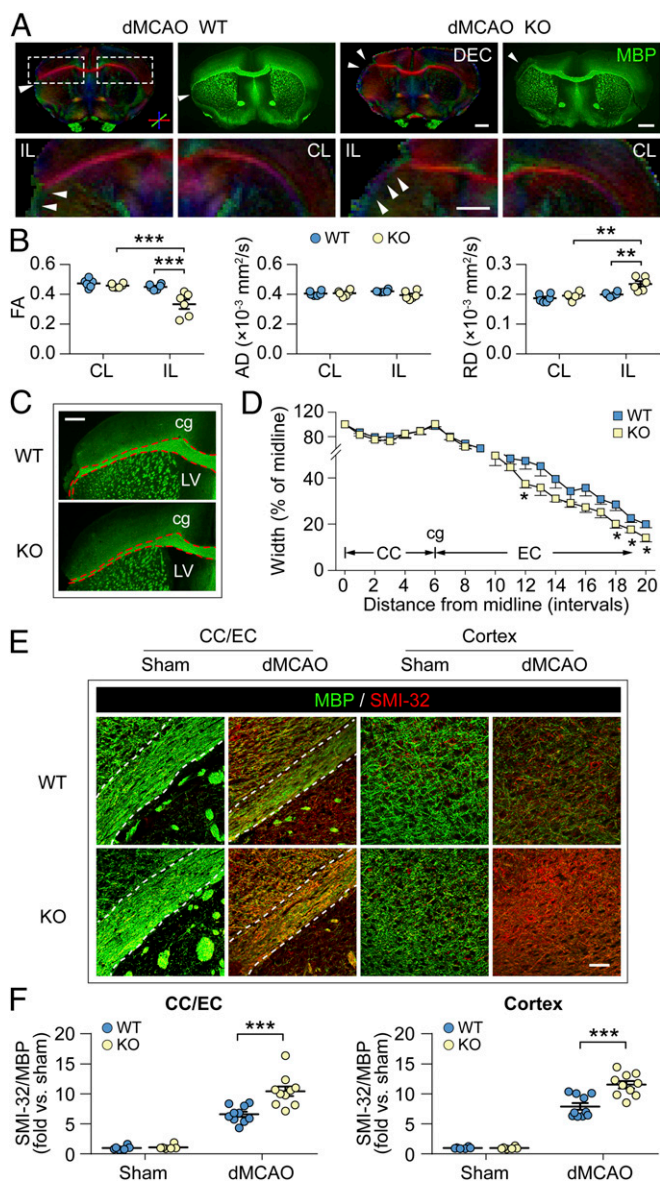 A
dMCAO WT
dMCAO KO
DEC
MBP
IL
CL
IL
CL
B
*** 
***
WT
KO
**
**
FA
0.6
0.4
0.2
0.0
CL
IL
AD (×10-3 mm2/s)
0.6
0.4
0.2
0.0
CL
IL
RD (×10-3 mm2/s)
0.4
0.3
0.2
0.1
0.0
CL
IL
C
WT
cg
LV
KO
cg
LV
D
WT
KO
Width (% of midline)
120
80
40
20
0
* * * *
CC
cg
EC
0 2 4 6 8 10 12 14 16 18 20
Distance from midline (intervals)
E
CC/EC
Cortex
Sham
dMCAO
Sham
dMCAO
MBP / SMI-32
WT
KO
F
CC/EC
WT
KO
***
SMI-32/MBP
(fold vs. sham)
20
15
10
5
0
Sham
dMCAO
Cortex
WT
KO
***
SMI-32/MBP
(fold vs. sham)
20
15
10
5
0
Sham
dMCAO